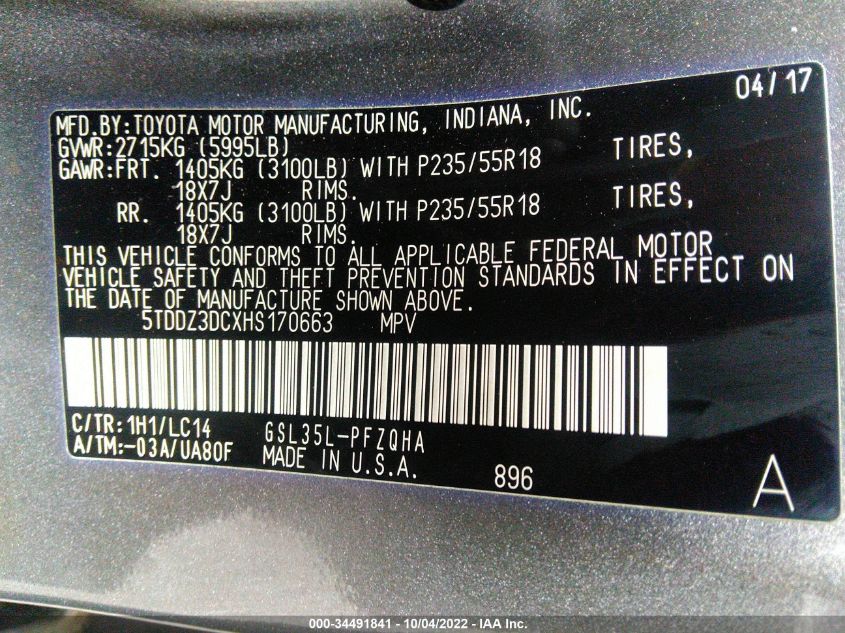 04/17
MFD.BY:TOYOTA MOTOR MANUFACTURING, INDIANA, INC.
GVWR:2715KG (5995LB)
GAWR:FRT. 1405KG (3100LB) WITH P235/55R18 TIRES,
18X7J RIMS.
RR. 1405KG (3100LB) WITH P235/55R18 TIRES,
18X7J RIMS.
THIS VEHICLE CONFORMS TO ALL APPLICABLE FEDERAL MOTOR
VEHICLE SAFETY AND THEFT PREVENTION STANDARDS IN EFFECT ON
THE DATE OF MANUFACTURE SHOWN ABOVE.
5TDDZ3DCXHS170663 MPV
C/TR:1H1/LC14 GSL35L-PFZQHA
A/TM:-03A/UA80F MADE IN U.S.A. 896
A
000-34491841 - 10/04/2022 - IAA Inc.